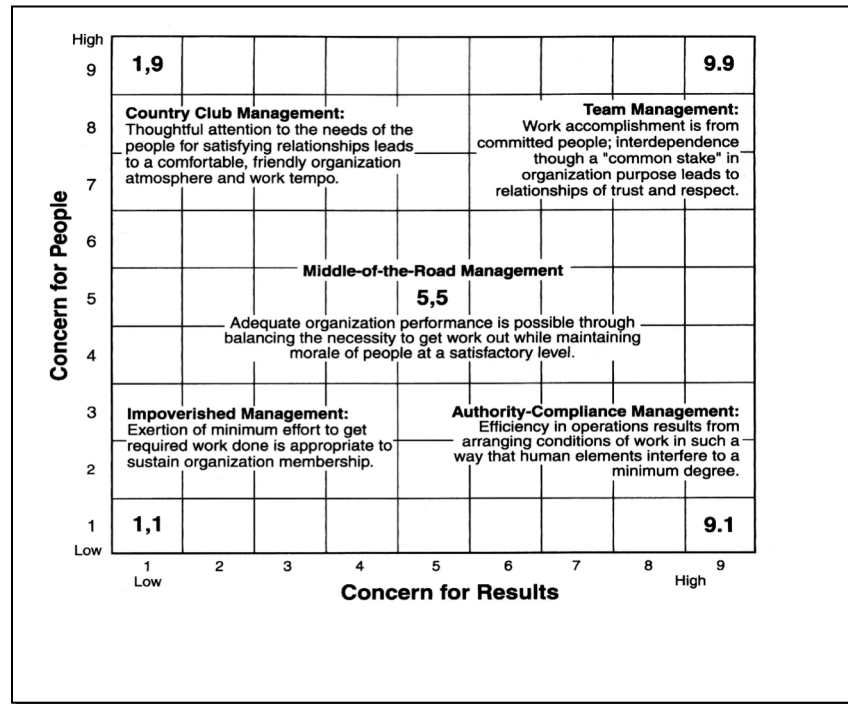 High
9
1,9
9.9
Country Club Management:
Thoughtful attention to the needs of the
people for satisfying relationships leads
to a comfortable, friendly organization
atmosphere and work tempo.
Team Management:
Work accomplishment is from
committed people; interdependence
though a "common stake" in
organization purpose leads to
relationships of trust and respect.
8
7
6
5
4
3
2
1
Low
Concern for People
Middle-of-the-Road Management
5,5
Adequate organization performance is possible through
balancing the necessity to get work out while maintaining
morale of people at a satisfactory level.
Impoverished Management:
Exertion of minimum effort to get
required work done is appropriate to
sustain organization membership.
Authority-Compliance Management:
Efficiency in operations results from
arranging conditions of work in such a
way that human elements interfere to a
minimum degree.
1,1
9.1
1 2 3 4 5 6 7 8 9
Low
High
Concern for Results